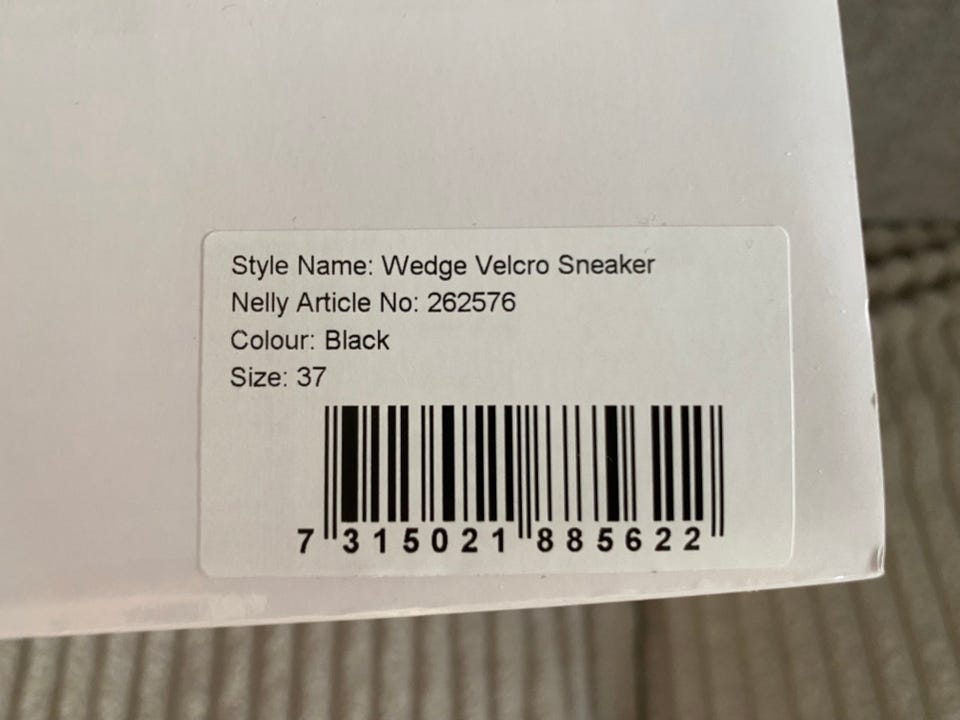 Style Name: Wedge Velcro Sneaker
Nelly Article No: 262576
Colour: Black
Size: 37
7 315021 885622